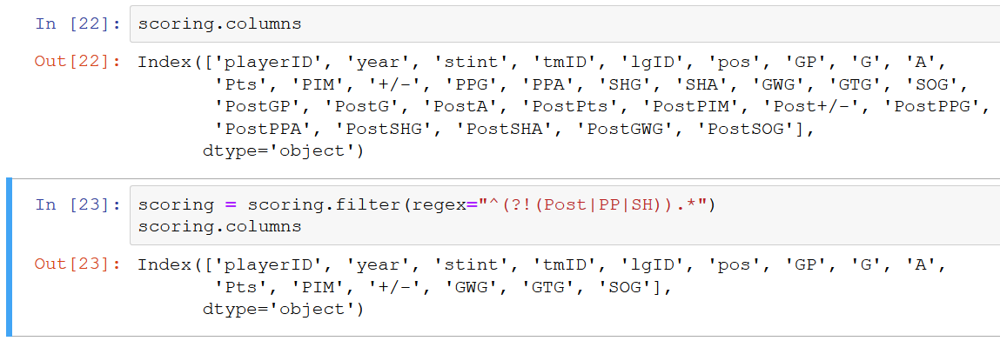 In [22]: scoring.columns
Out[22]: Index(['playerID', 'year', 'stint', 'tmID', 'lgID', 'pos', 'GP', 'G', 'A',
'Pts', 'PIM', '+/-', 'PPG', 'PPA', 'SHG', 'SHA', 'GWG', 'GTG', 'SOG',
'PostGP', 'PostG', 'PostA', 'PostPts', 'PostPIM', 'Post+/-', 'PostPPG',
'PostPPA', 'PostSHG', 'PostSHA', 'PostGWG', 'PostSOG'],
dtype='object')
In [23]: scoring = scoring.filter(regex="^(?!(Post|PP|SH)).*")
scoring.columns
Out[23]: Index(['playerID', 'year', 'stint', 'tmID', 'lgID', 'pos', 'GP', 'G', 'A',
'Pts', 'PIM', '+/-', 'GWG', 'GTG', 'SOG'],
dtype='object')